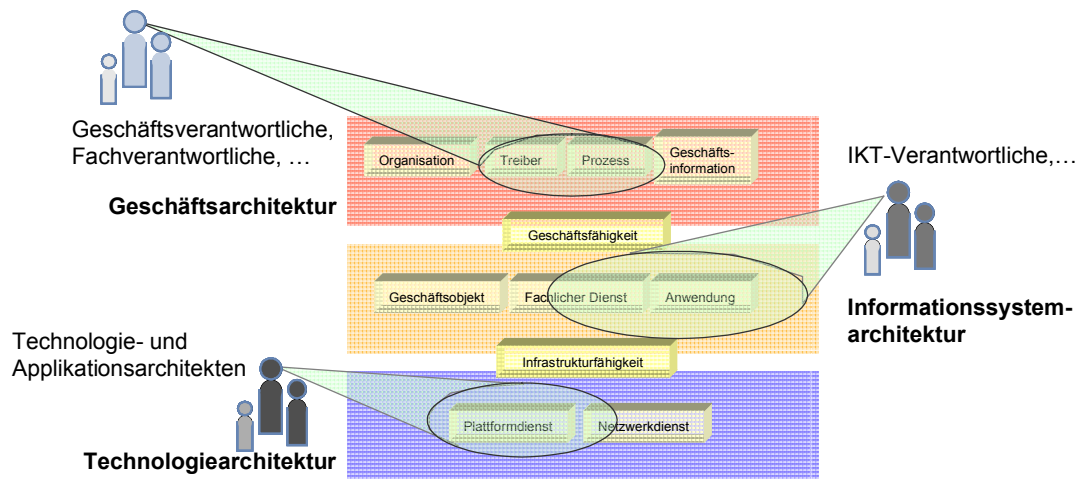 Geschäftsverantwortliche,
Fachverantwortliche, …
Geschäftsarchitektur
Organisation
Treiber
Prozess
Geschäfts-
information
IKT-Verantwortliche,…
Geschäftsfähigkeit
Geschäftsobjekt
Fachlicher Dienst
Anwendung
Informationssystem-
architektur
Technologie- und
Applikationsarchitekten
Infrastrukturfähigkeit
Plattformdienst
Netzwerkdienst
Technologiearchitektur